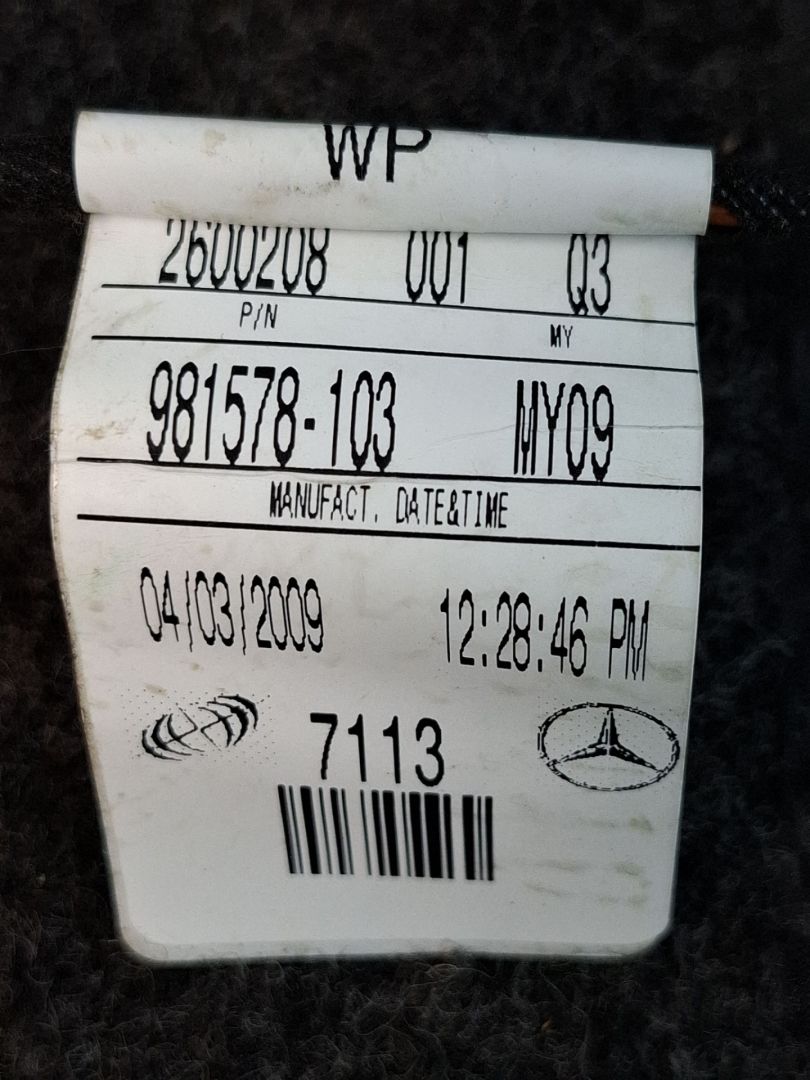 WP
2600208 001 Q3
P/N MY
981578-103 MY09
MANUFACT. DATE&TIME
04/03/2009 12:28:46 PM
7113